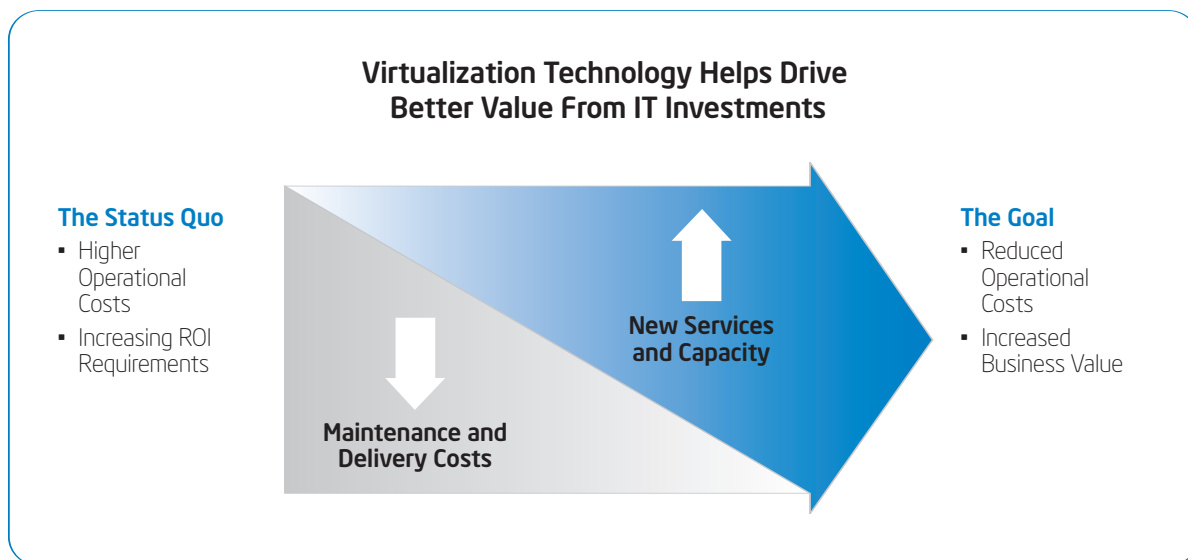 Virtualization Technology Helps Drive
Better Value From IT Investments
The Status Quo
▪ Higher
Operational
Costs
▪ Increasing ROI
Requirements
Maintenance and
Delivery Costs
New Services
and Capacity
The Goal
▪ Reduced
Operational
Costs
▪ Increased
Business Value